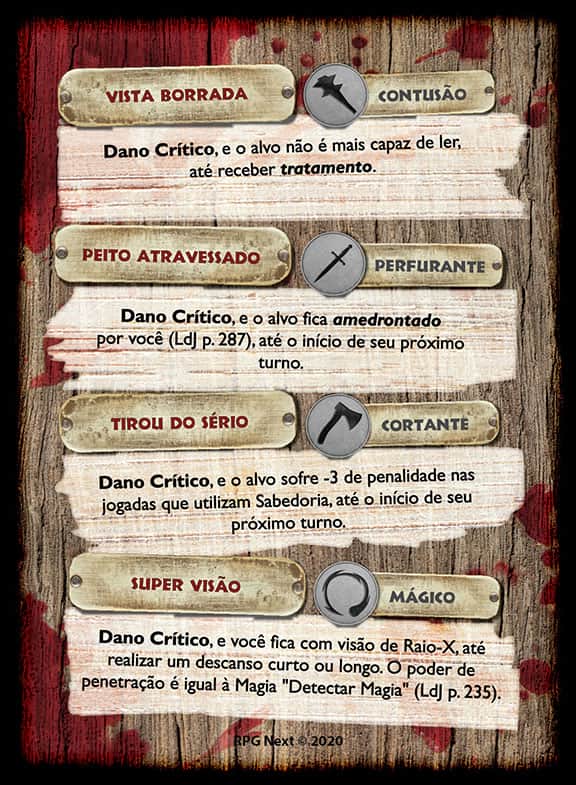 VISTA BORRADA
CONTUSÃO
Dano Crítico, e o alvo não é mais capaz de ler,
até receber tratamento.
PEITO ATRAVESSADO
PERFURANTE
Dano Crítico, e o alvo fica amedrontado
por você (LdJ p. 287), até o início de seu próximo
turno.
TIROU DO SÉRIO
CORTANTE
Dano Crítico, e o alvo sofre -3 de penalidade nas
jogadas que utilizam Sabedoria, até o início de seu
próximo turno.
SUPER VISÃO
MÁGICO
Dano Crítico, e você fica com visão de Raio-X, até
realizar um descanso curto ou longo. O poder de
penetração é igual à Magia "Detectar Magia" (LdJ p. 235).
RPG Next © 2020